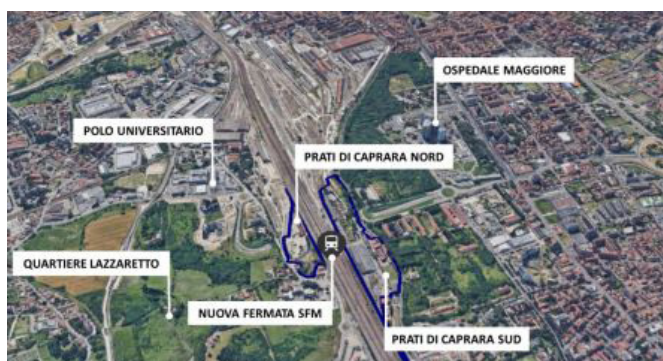 OSPEDALE MAGGIORE
POLO UNIVERSITARIO
PRATI DI CAPRARA NORD
QUARTIERE LAZZARETTO
NUOVA FERMATA SFM
PRATI DI CAPRARA SUD